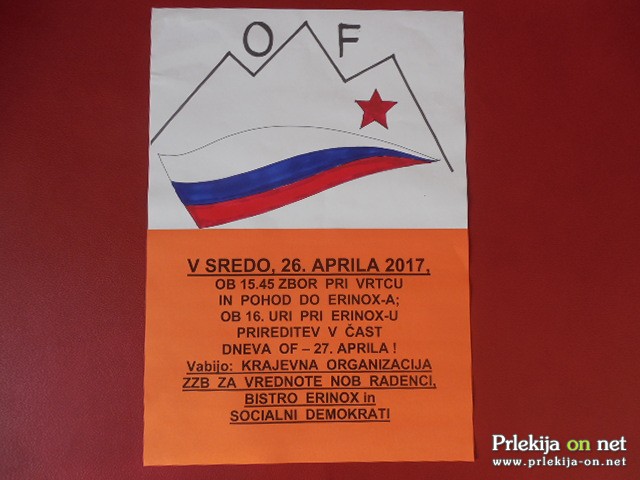 O F
V SREDO, 26. APRILA 2017,
OB 15.45 ZBOR PRI VRTCU
IN POHOD DO ERINOX-A;
OB 16. URI PRI ERINOX-U
PRIREDITEV V ČAST
DNEVA OF – 27. APRILA !
Vabijo: KRAJEVNA ORGANIZACIJA
ZZB ZA VREDNOTE NOB RADENCI,
BISTRO ERINOX in
SOCIALNI DEMOKRATI
Prlekija on net
www.prlekija-on.net